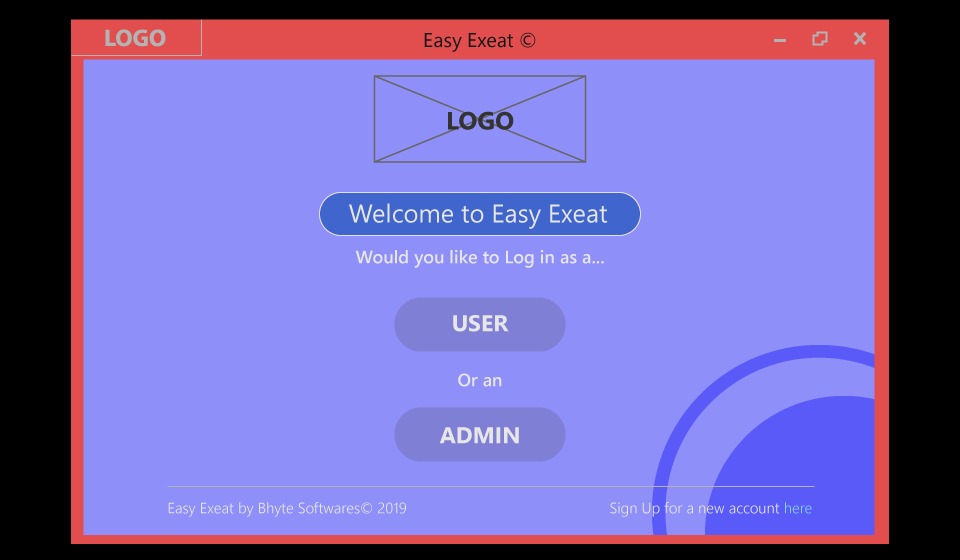 LOGO
Easy Exeat ©
LOGO
Welcome to Easy Exeat
Would you like to Log in as a...
USER
Or an
ADMIN
Easy Exeat by Bhyte Softwares© 2019
Sign Up for a new account here